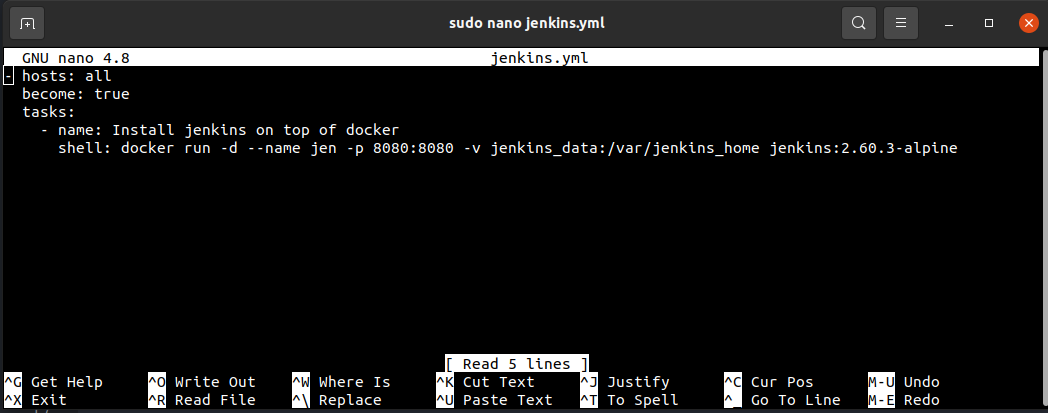 sudo nano jenkins.yml
GNU nano 4.8 jenkins.yml
- hosts: all
  become: true
  tasks:
    - name: Install jenkins on top of docker
      shell: docker run -d --name jen -p 8080:8080 -v jenkins_data:/var/jenkins_home jenkins:2.60.3-alpine
[ Read 5 lines ]
^G Get Help ^O Write Out ^W Where Is ^K Cut Text ^J Justify ^C Cur Pos M-U Undo
^X Exit ^R Read File ^\ Replace ^U Paste Text ^T To Spell ^_ Go To Line M-E Redo